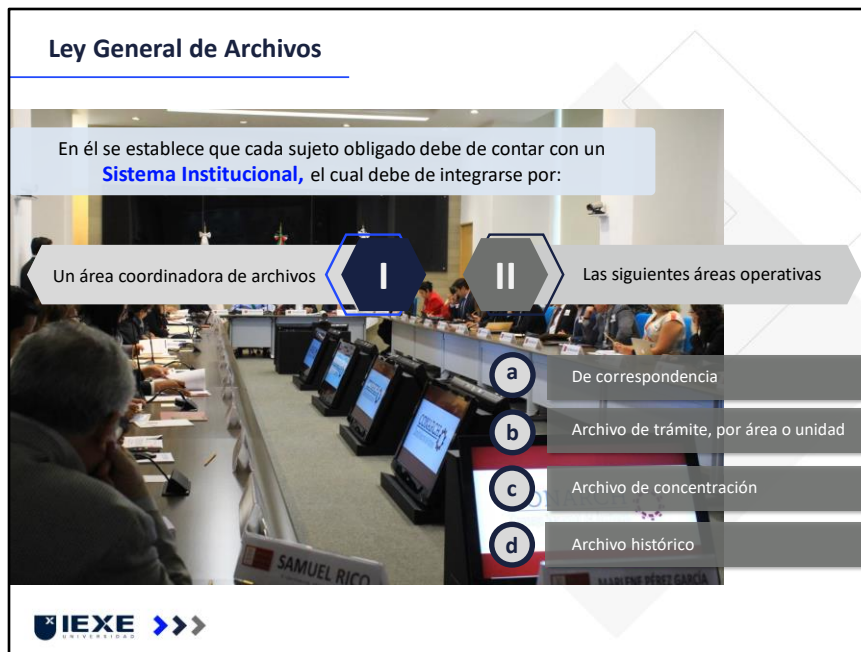 Ley General de Archivos
En él se establece que cada sujeto obligado debe de contar con un
Sistema Institucional, el cual debe de integrarse por:
Un área coordinadora de archivos
I
II
Las siguientes áreas operativas
a
De correspondencia
b
Archivo de trámite, por área o unidad
c
Archivo de concentración
d
Archivo histórico
SAMUEL RICO
MARLENE PÉREZ GARCÍA
IEXE
UNIVERSIDAD